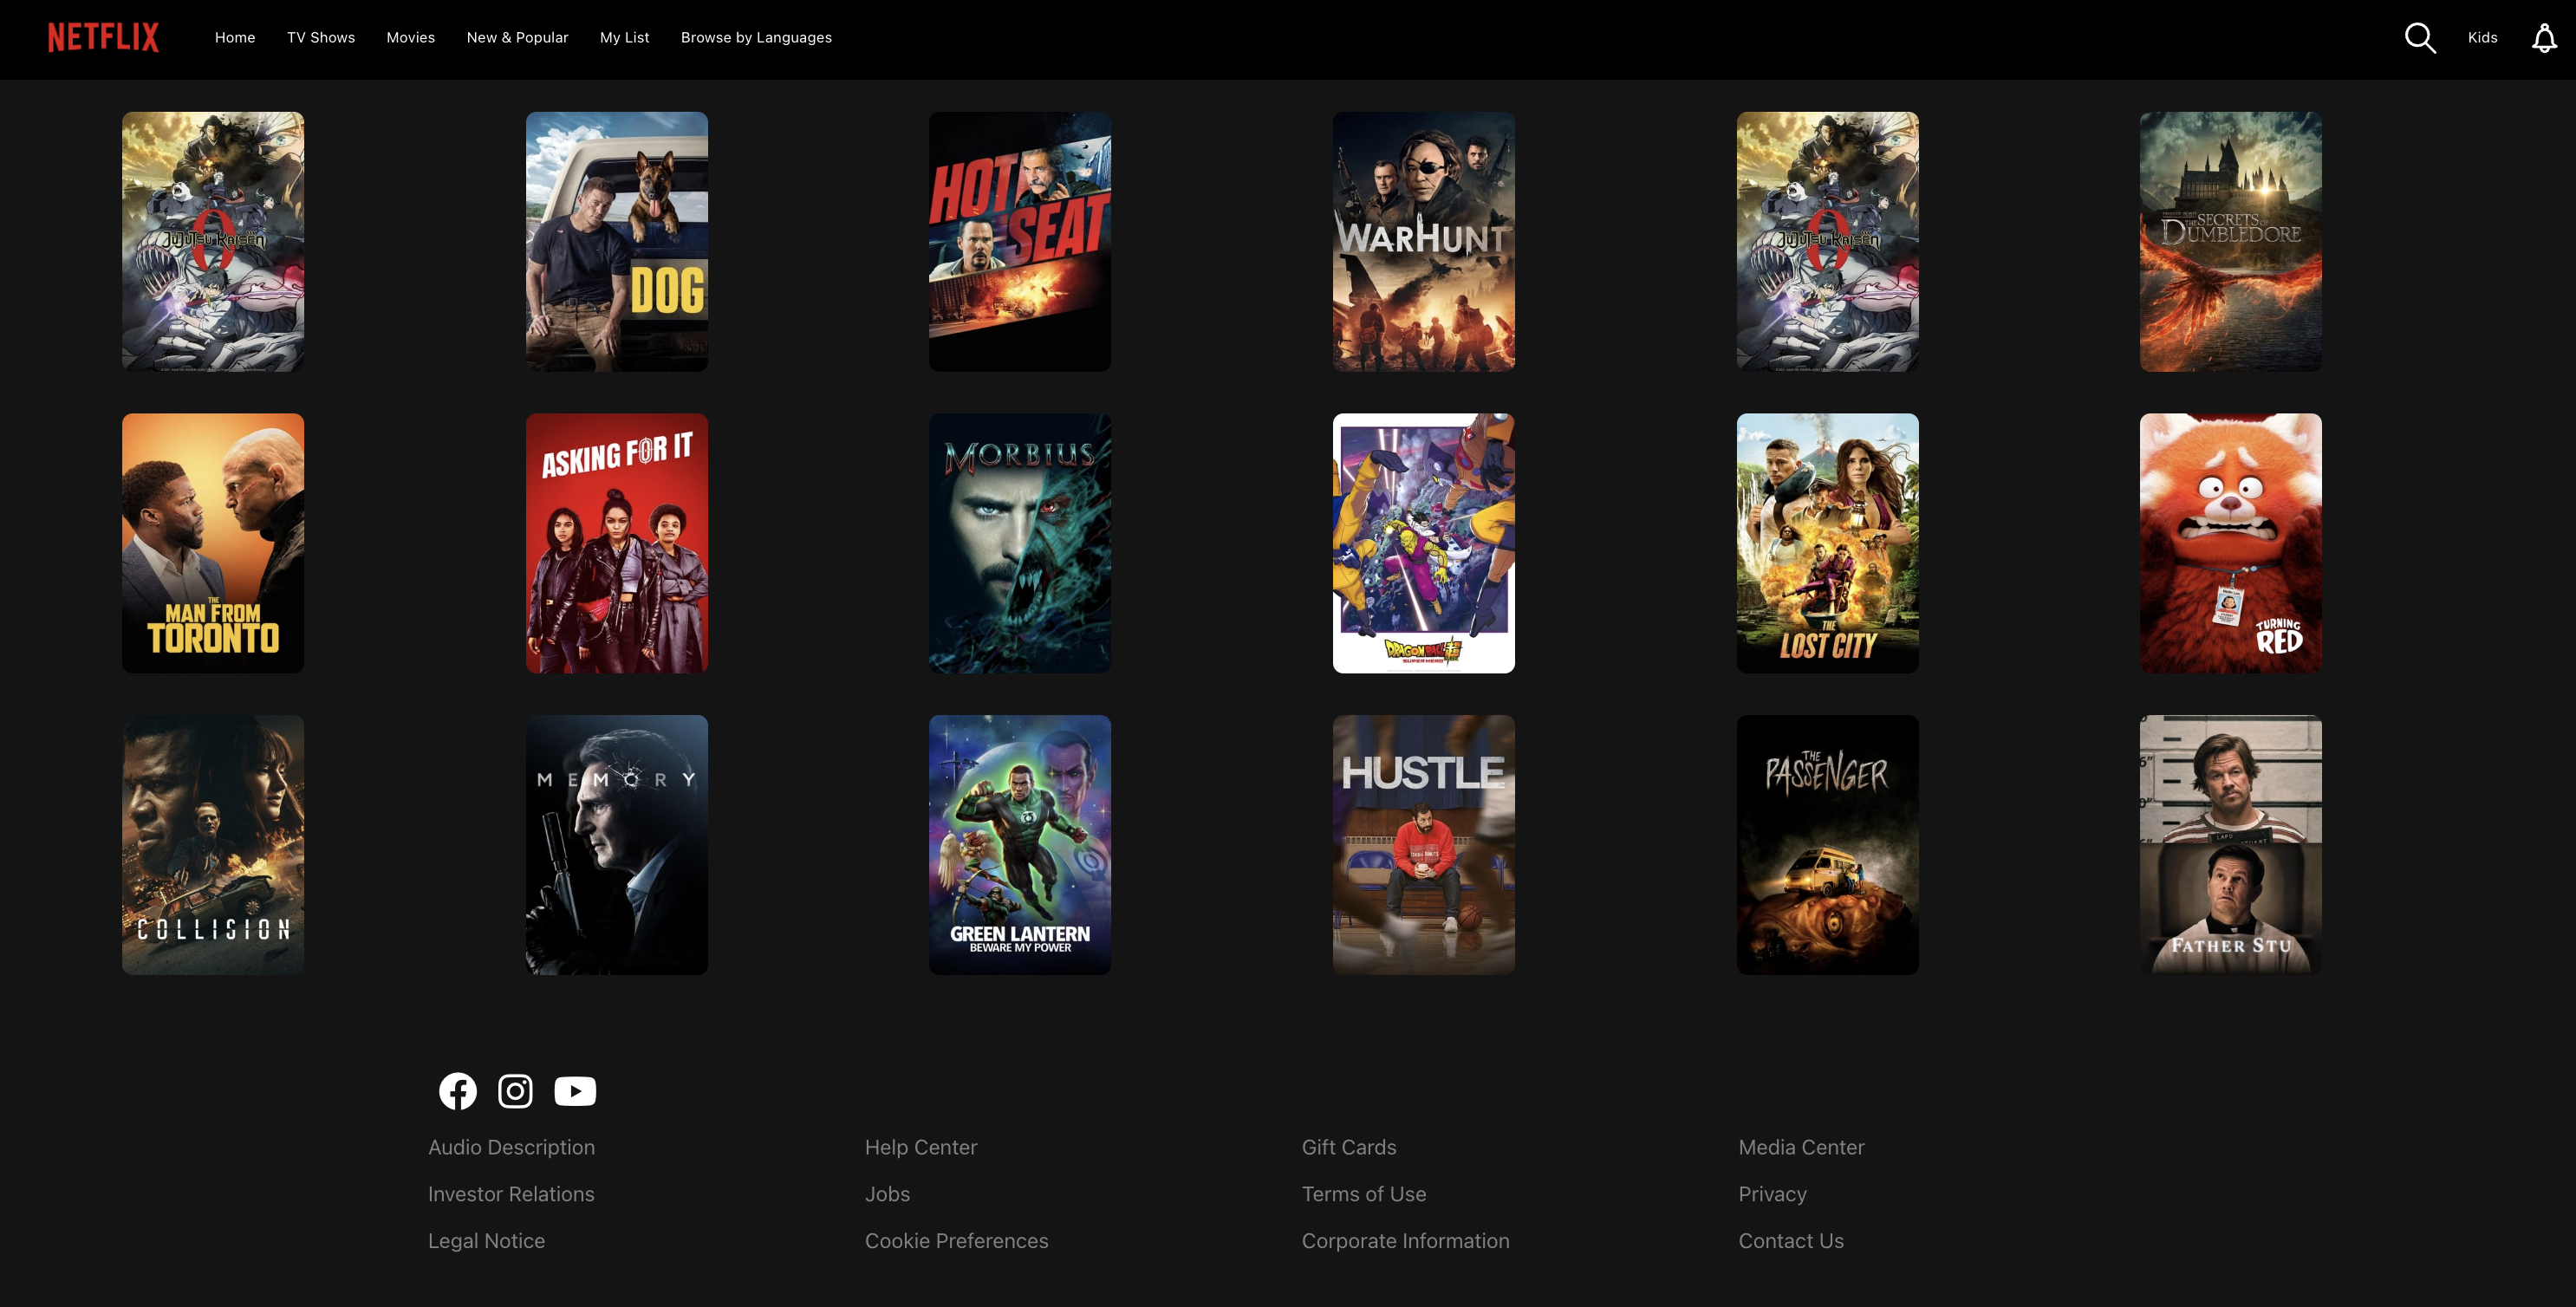 NETFLIX Home TV Shows Movies New & Popular My List Browse by Languages Kids
JuJuTsu KaiSen
0
DOG
HOT
SEAT
WARHUNT
JuJuTsu KaiSen
0
THE SECRETS OF
DUMBLEDORE
THE
MAN FROM
TORONTO
ASKING FOR IT
MORBIUS
DRAGONBALL
SUPER HERO
THE
LOST CITY
TURNING
RED
COLLISION
MEMORY
GREEN LANTERN
BEWARE MY POWER
HUSTLE
THE
PASSENGER
LAPD
FATHER STU
Audio Description Help Center Gift Cards Media Center
Investor Relations Jobs Terms of Use Privacy
Legal Notice Cookie Preferences Corporate Information Contact Us